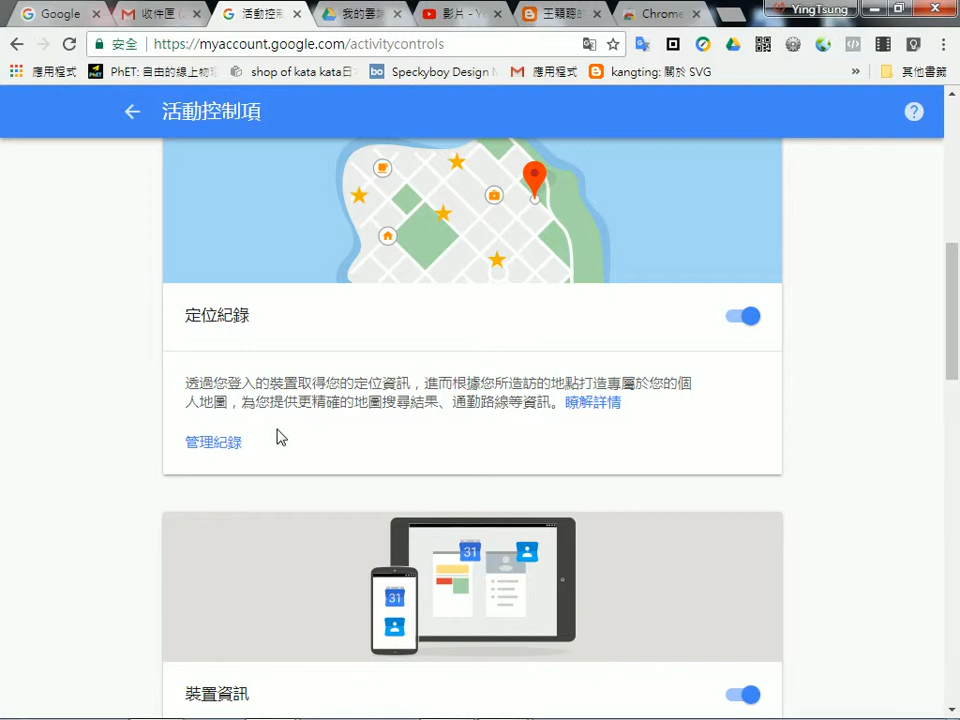 Google
收件匣 (
活動控制
我的雲端
影片 - Yo
王穎聰的
Chrome
YingTsung
安全 https://myaccount.google.com/activitycontrols
應用程式 PhET: 自由的線上物理 shop of kata kata日 Speckyboy Design M 應用程式 kangting: 關於 SVG » 其他書籤
活動控制項
定位紀錄
透過您登入的裝置取得您的定位資訊，進而根據您所造訪的地點打造專屬於您的個
人地圖，為您提供更精確的地圖搜尋結果、通勤路線等資訊。瞭解詳情
管理紀錄
31
31
裝置資訊